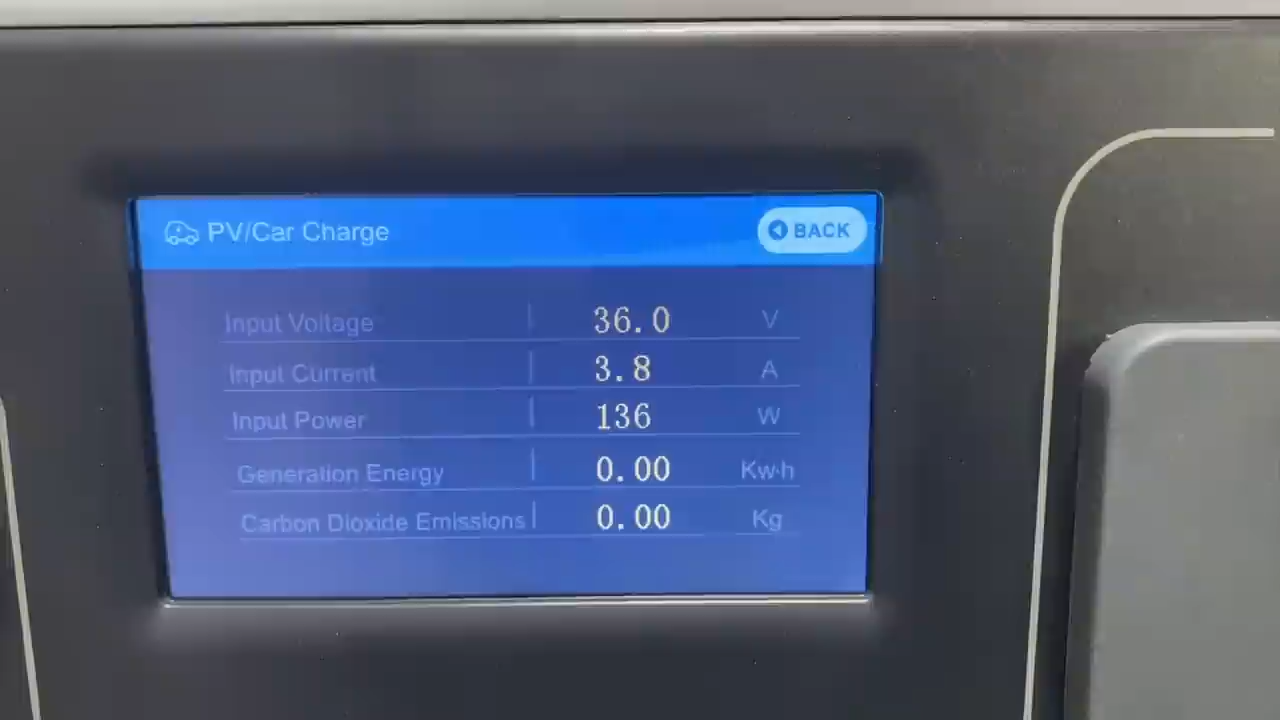 PV/Car Charge
BACK
Input Voltage 36.0 V
Input Current 3.8 A
Input Power 136 W
Generation Energy 0.00 Kw·h
Carbon Dioxide Emissions 0.00 Kg